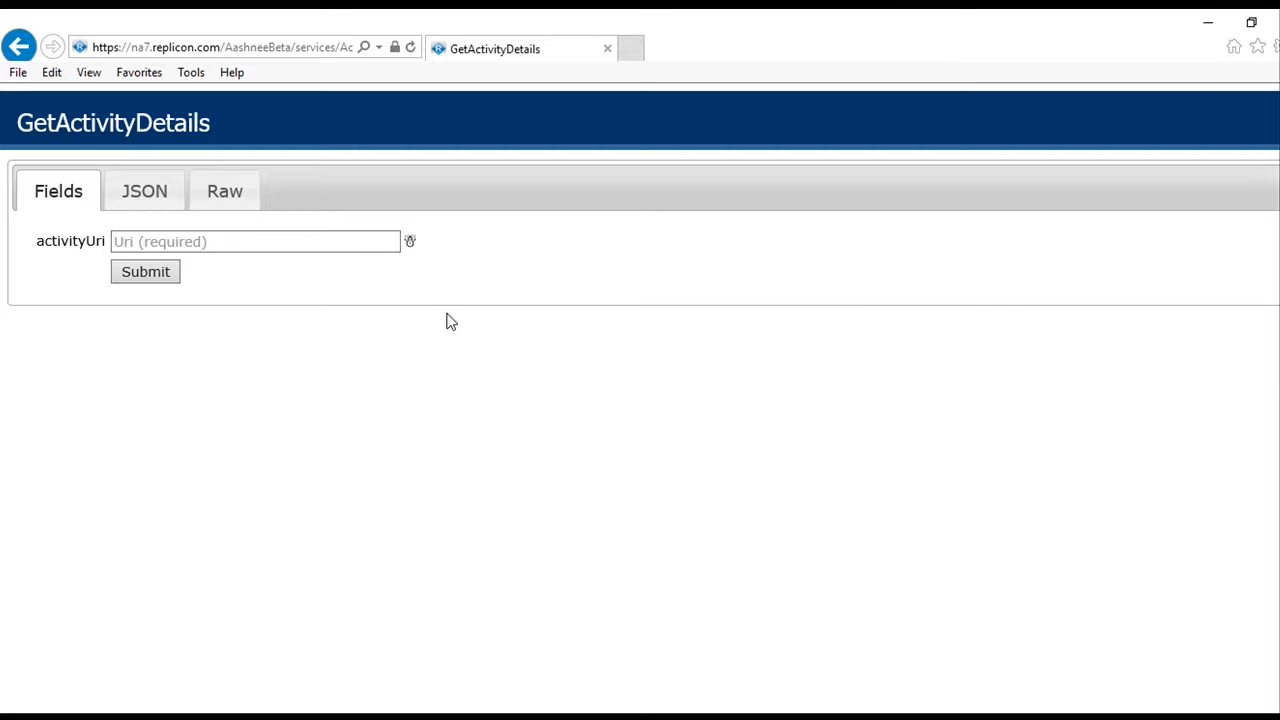 https://na7.replicon.com/AashneeBeta/services/Ac
GetActivityDetails
File Edit View Favorites Tools Help
GetActivityDetails
Fields JSON Raw
activityUri Uri (required)
Submit